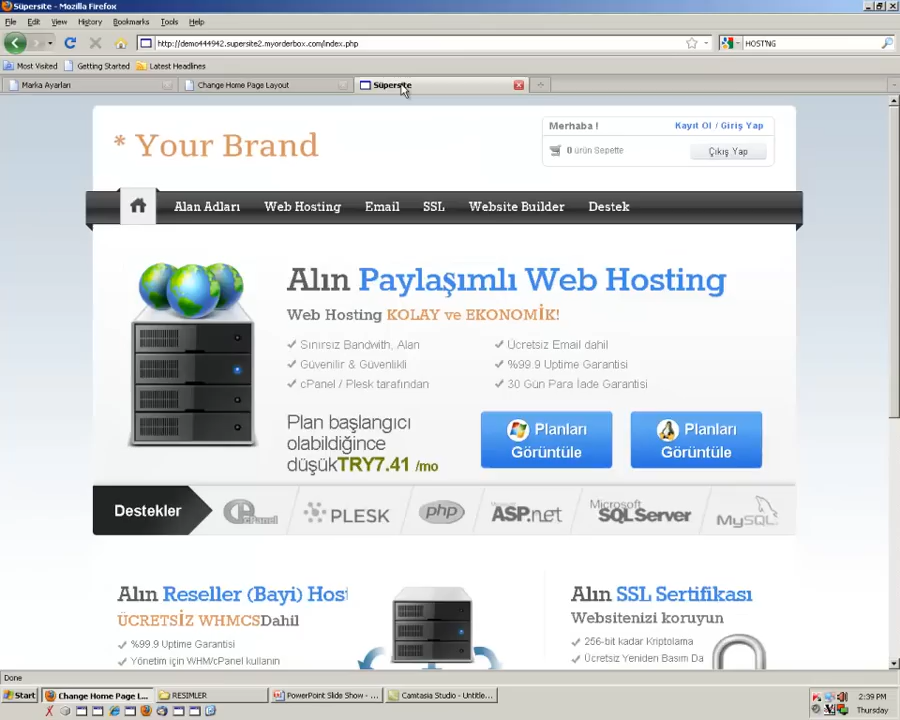 Süpersite - Mozilla Firefox
File Edit View History Bookmarks Tools Help
http://demo444942.supersite2.myorderbox.com/index.php
HOSTING
Most Visited Getting Started Latest Headlines
Marka Ayarları
Change Home Page Layout
Süpersite
* Your Brand
Merhaba !
Kayıt Ol / Giriş Yap
0 ürün Sepette
Çıkış Yap
Alan Adları Web Hosting Email SSL Website Builder Destek
Alın Paylaşımlı Web Hosting
Web Hosting KOLAY ve EKONOMİK!
Sınırsız Bandwith, Alan
Ücretsiz Email dahil
Güvenilir & Güvenlikli
%99.9 Uptime Garantisi
cPanel / Plesk tarafından
30 Gün Para İade Garantisi
Plan başlangıcı
olabildiğince
düşükTRY7.41 /mo
Planları
Görüntüle
Planları
Görüntüle
Destekler
cPanel
PLESK
php
Microsoft
ASP.net
Microsoft
SQL Server
MySQL
Alın Reseller (Bayi) Host
ÜCRETSİZ WHMCSDahil
%99.9 Uptime Garantisi
Yönetim için WHM/cPanel kullanın
Alın SSL Sertifikası
Websitenizi koruyun
256-bit kadar Kriptolama
Ücretsiz Yeniden Basım Da
Done
Start
Change Home Page L...
RESIMLER
PowerPoint Slide Show - ...
Camtasia Studio - Untitle...
2:39 PM
Thursday